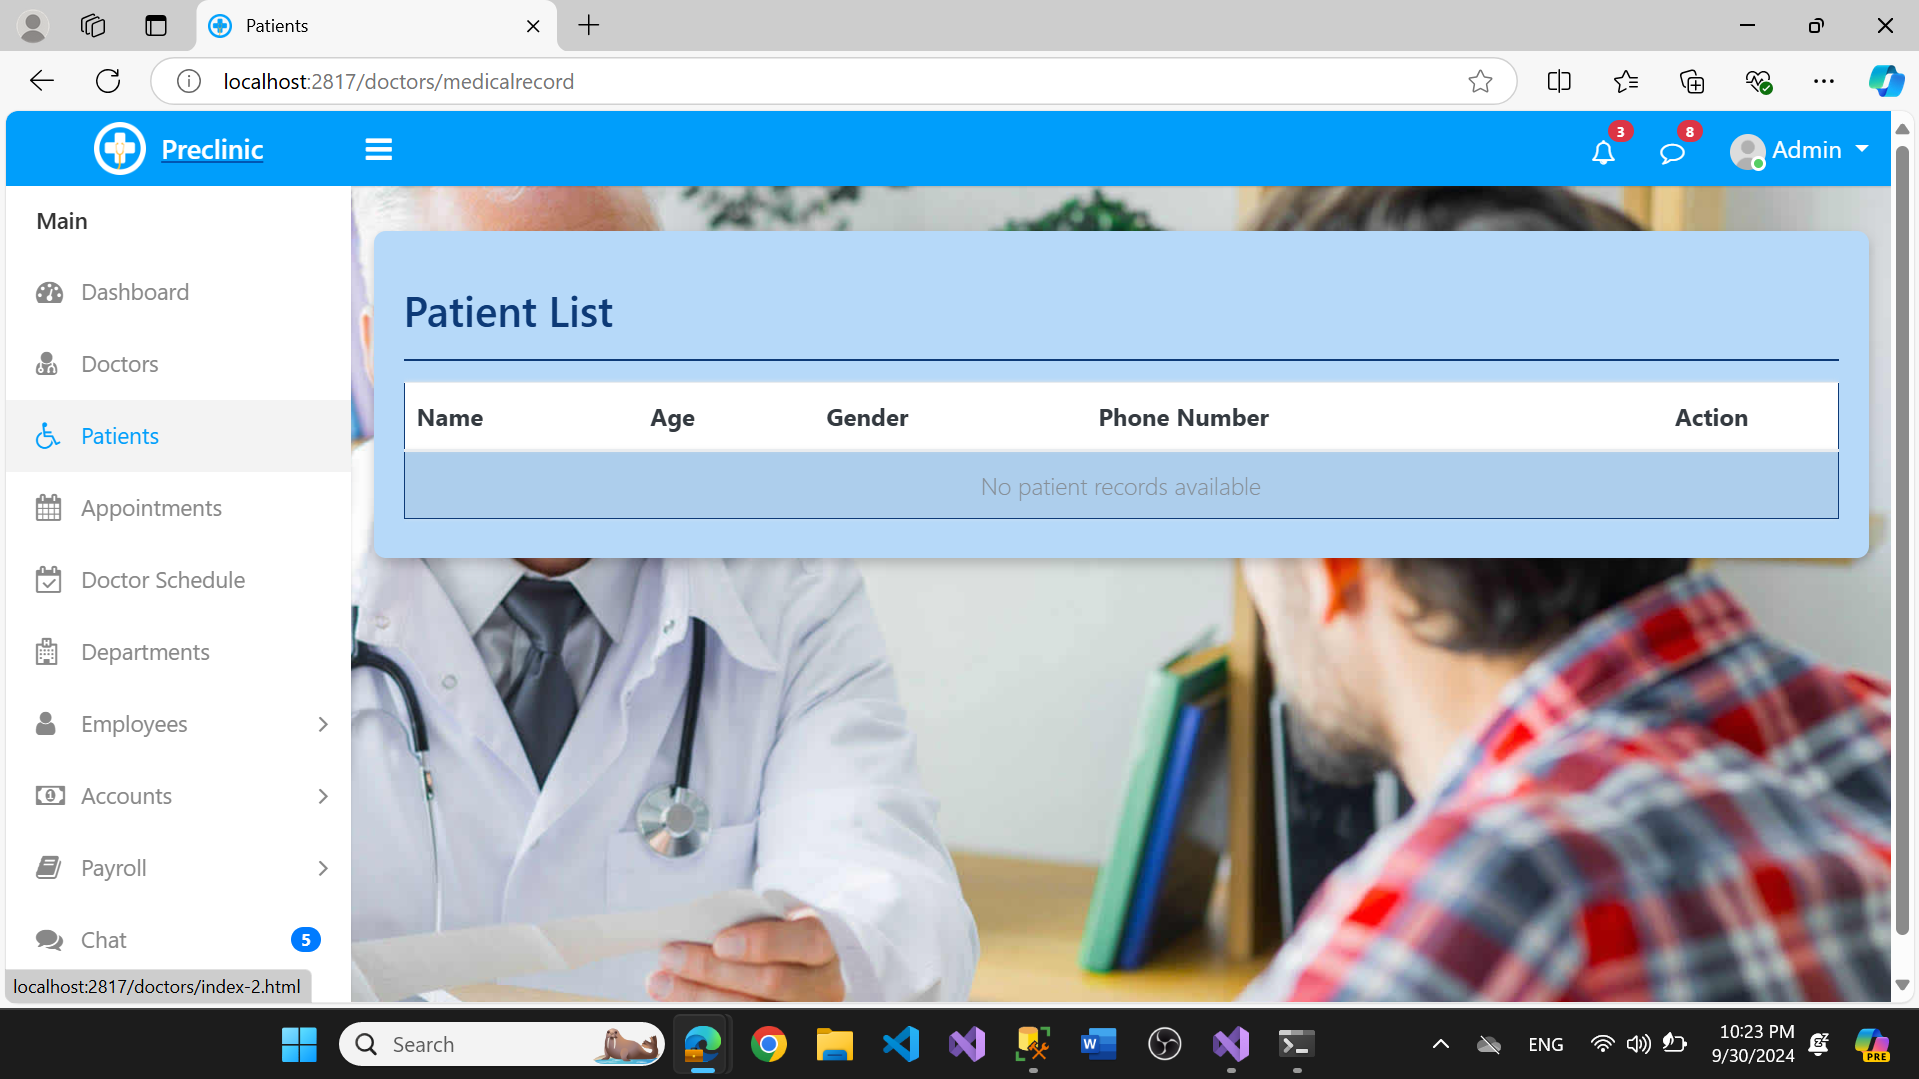 Patients
localhost:2817/doctors/medicalrecord
Preclinic
3
8
Admin
Main
Dashboard
Doctors
Patients
Appointments
Doctor Schedule
Departments
Employees
Accounts
Payroll
Chat
5
Patient List
Name Age Gender Phone Number Action
No patient records available
localhost:2817/doctors/index-2.html
Search
ENG
10:23 PM
9/30/2024
PRE